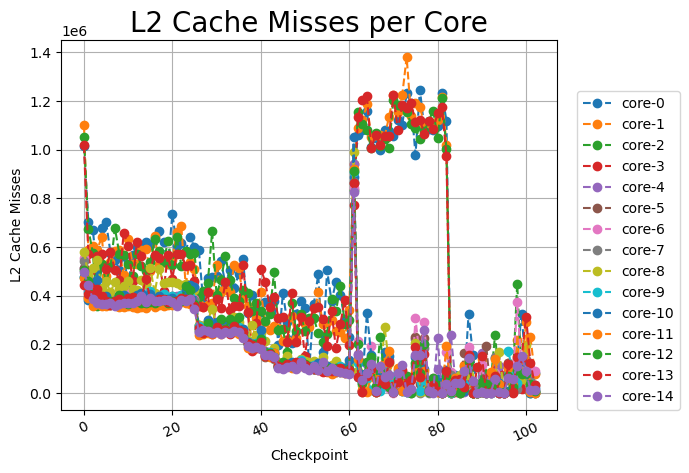 L2 Cache Misses per Core
1e6
1.4
1.2
1.0
0.8
0.6
0.4
0.2
0.0
L2 Cache Misses
0
20
40
60
80
100
Checkpoint
core-0
core-1
core-2
core-3
core-4
core-5
core-6
core-7
core-8
core-9
core-10
core-11
core-12
core-13
core-14